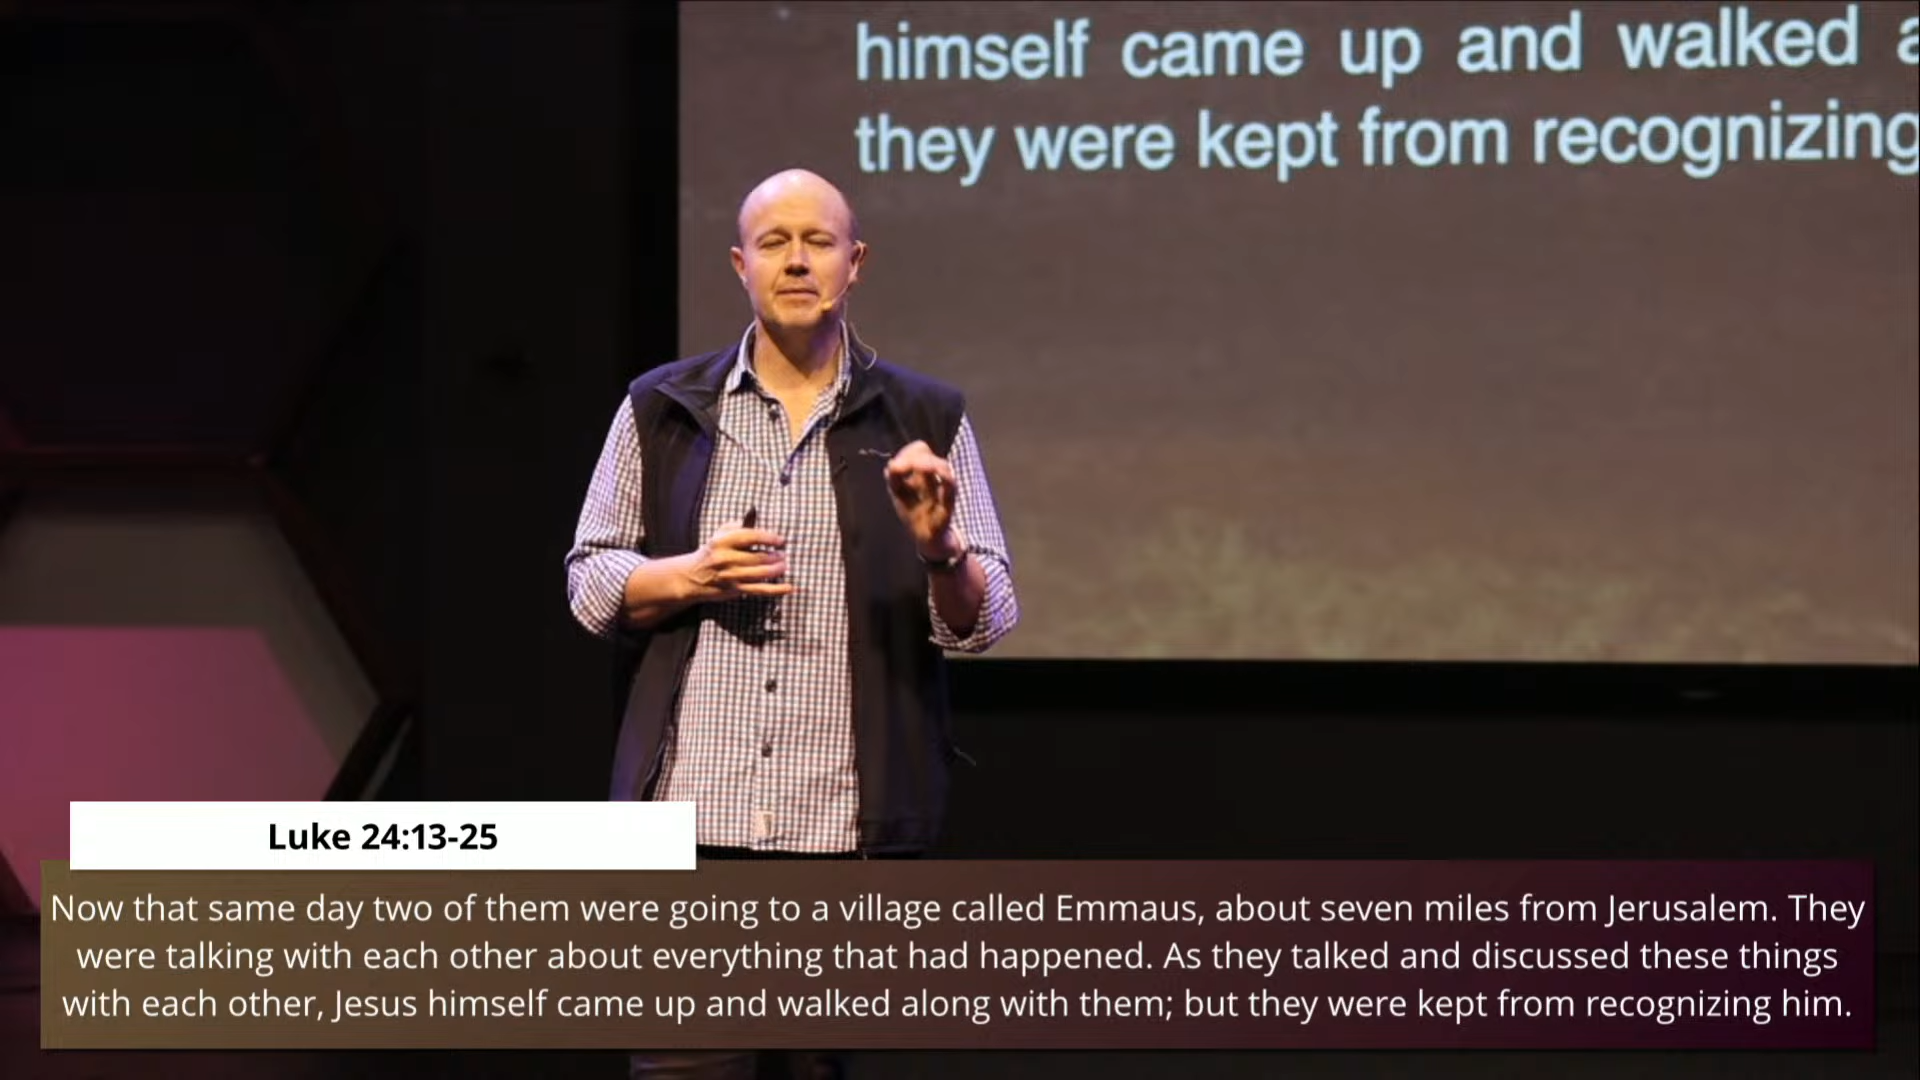 himself came up and walked
they were kept from recognizing
Luke 24:13-25
Now that same day two of them were going to a village called Emmaus, about seven miles from Jerusalem. They
were talking with each other about everything that had happened. As they talked and discussed these things
with each other, Jesus himself came up and walked along with them; but they were kept from recognizing him.